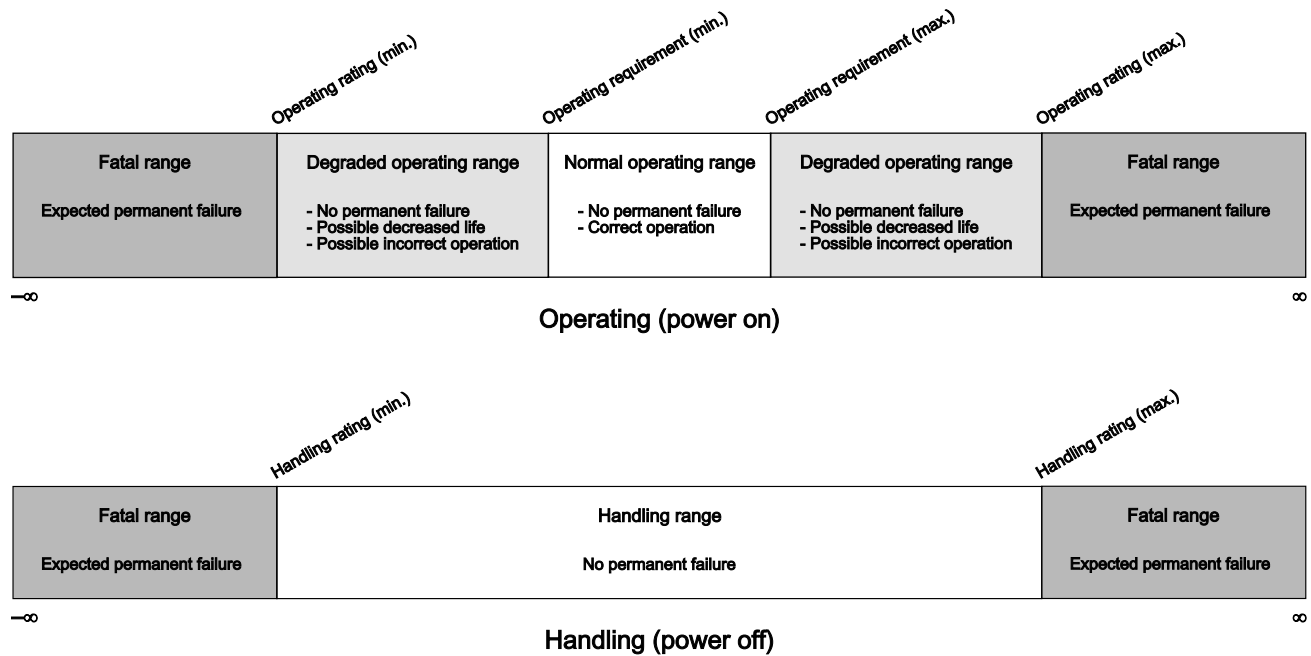 Operating rating (min.)
Operating requirement (min.)
Operating requirement (max.)
Operating rating (max.)
Fatal range
Expected permanent failure
Degraded operating range
- No permanent failure
- Possible decreased life
- Possible incorrect operation
Normal operating range
- No permanent failure
- Correct operation
Degraded operating range
- No permanent failure
- Possible decreased life
- Possible incorrect operation
Fatal range
Expected permanent failure
–∞
∞
Operating (power on)
Handling rating (min.)
Handling rating (max.)
Fatal range
Expected permanent failure
Handling range
No permanent failure
Fatal range
Expected permanent failure
–∞
∞
Handling (power off)